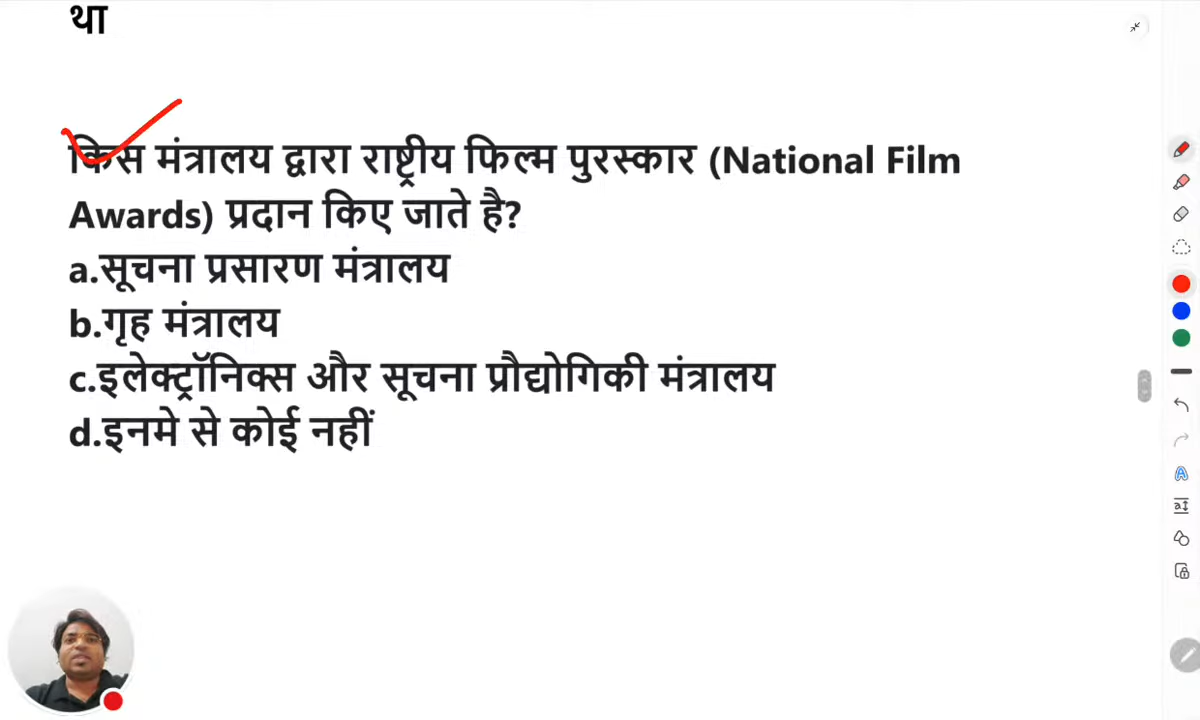 था
किस मंत्रालय द्वारा राष्ट्रीय फिल्म पुरस्कार (National Film
Awards) प्रदान किए जाते है?
a.सूचना प्रसारण मंत्रालय
b.गृह मंत्रालय
c.इलेक्ट्रॉनिक्स और सूचना प्रौद्योगिकी मंत्रालय
d.इनमे से कोई नहीं